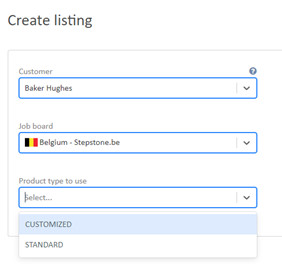 Create listing
Customer
Baker Hughes
Job board
Belgium - Stepstone.be
Product type to use
Select...
CUSTOMIZED
STANDARD